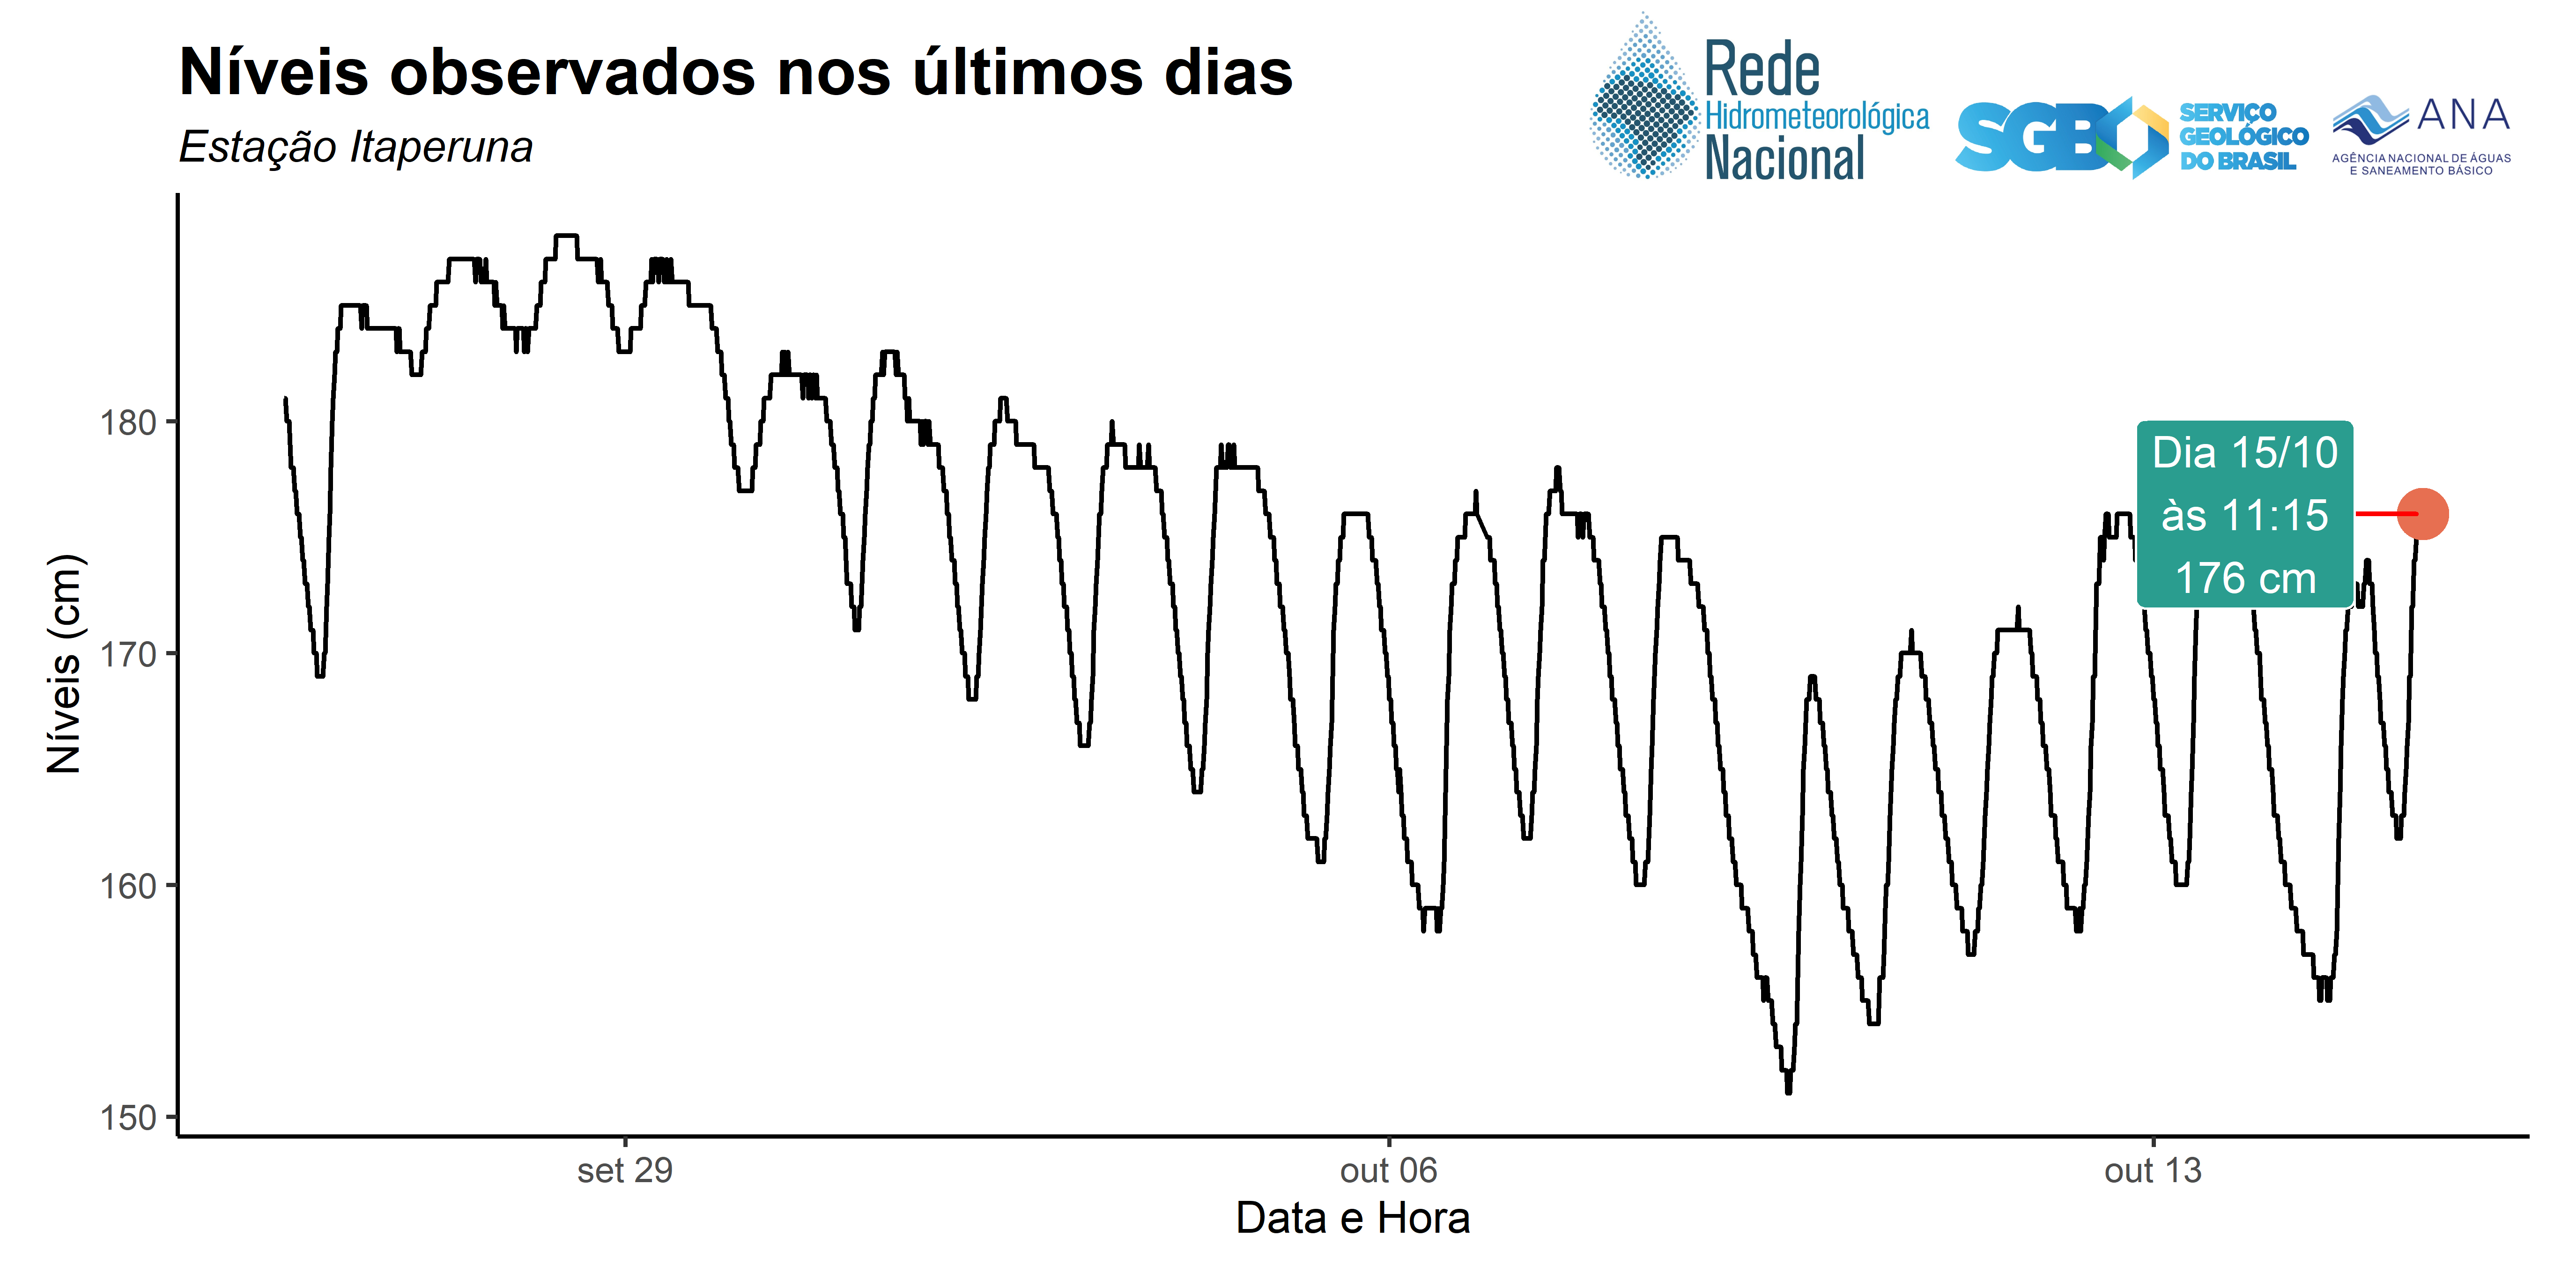 Níveis observados nos últimos dias
Estação Itaperuna
Rede
Hidrometeorológica
Nacional
SGB
SERVIÇO
GEOLÓGICO
DO BRASIL
ANA
AGÊNCIA NACIONAL DE ÁGUAS
E SANEAMENTO BÁSICO
Níveis (cm)
180
170
160
150
Dia 15/10
às 11:15
176 cm
set 29
out 06
out 13
Data e Hora